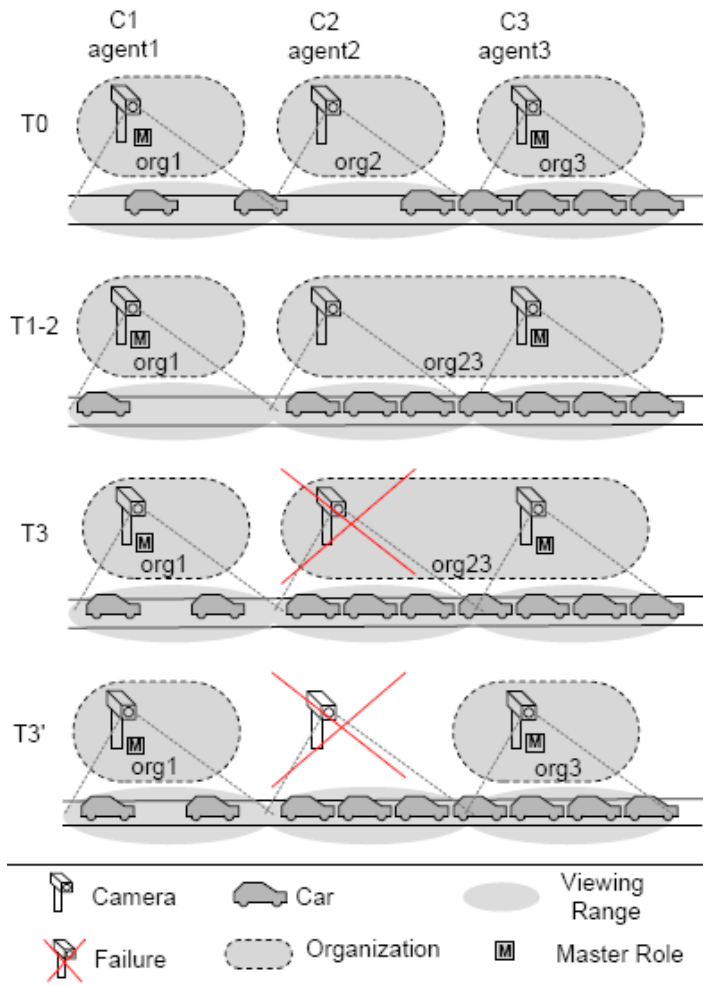 C1 C2 C3
agent1 agent2 agent3
T0
M M
org1 org2 org3
T1-2
M M
org1 org23
T3
M M
org1 org23
T3'
M M
org1 org3
Camera Car Viewing
Range
Failure Organization M Master Role